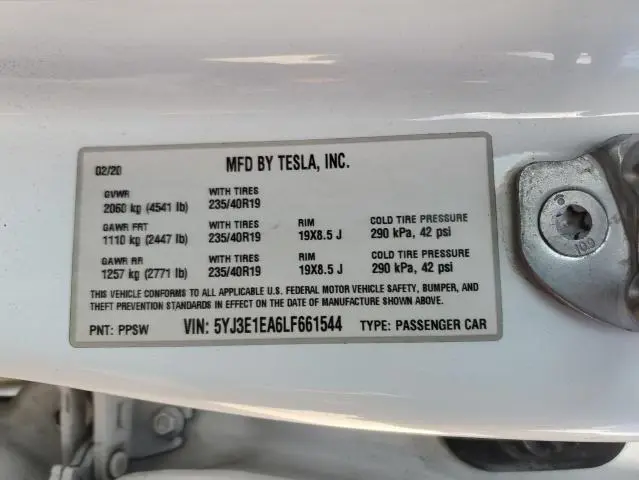 02/20 MFD BY TESLA, INC.
GVWR WITH TIRES
2060 kg (4541 lb) 235/40R19
GAWR FRT WITH TIRES RIM COLD TIRE PRESSURE
1110 kg (2447 lb) 235/40R19 19X8.5 J 290 kPa, 42 psi
GAWR RR WITH TIRES RIM COLD TIRE PRESSURE
1257 kg (2771 lb) 235/40R19 19X8.5 J 290 kPa, 42 psi
THIS VEHICLE CONFORMS TO ALL APPLICABLE U.S. FEDERAL MOTOR VEHICLE SAFETY, BUMPER, AND
THEFT PREVENTION STANDARDS IN EFFECT ON THE DATE OF MANUFACTURE SHOWN ABOVE.
PNT: PPSW VIN: 5YJ3E1EA6LF661544 TYPE: PASSENGER CAR